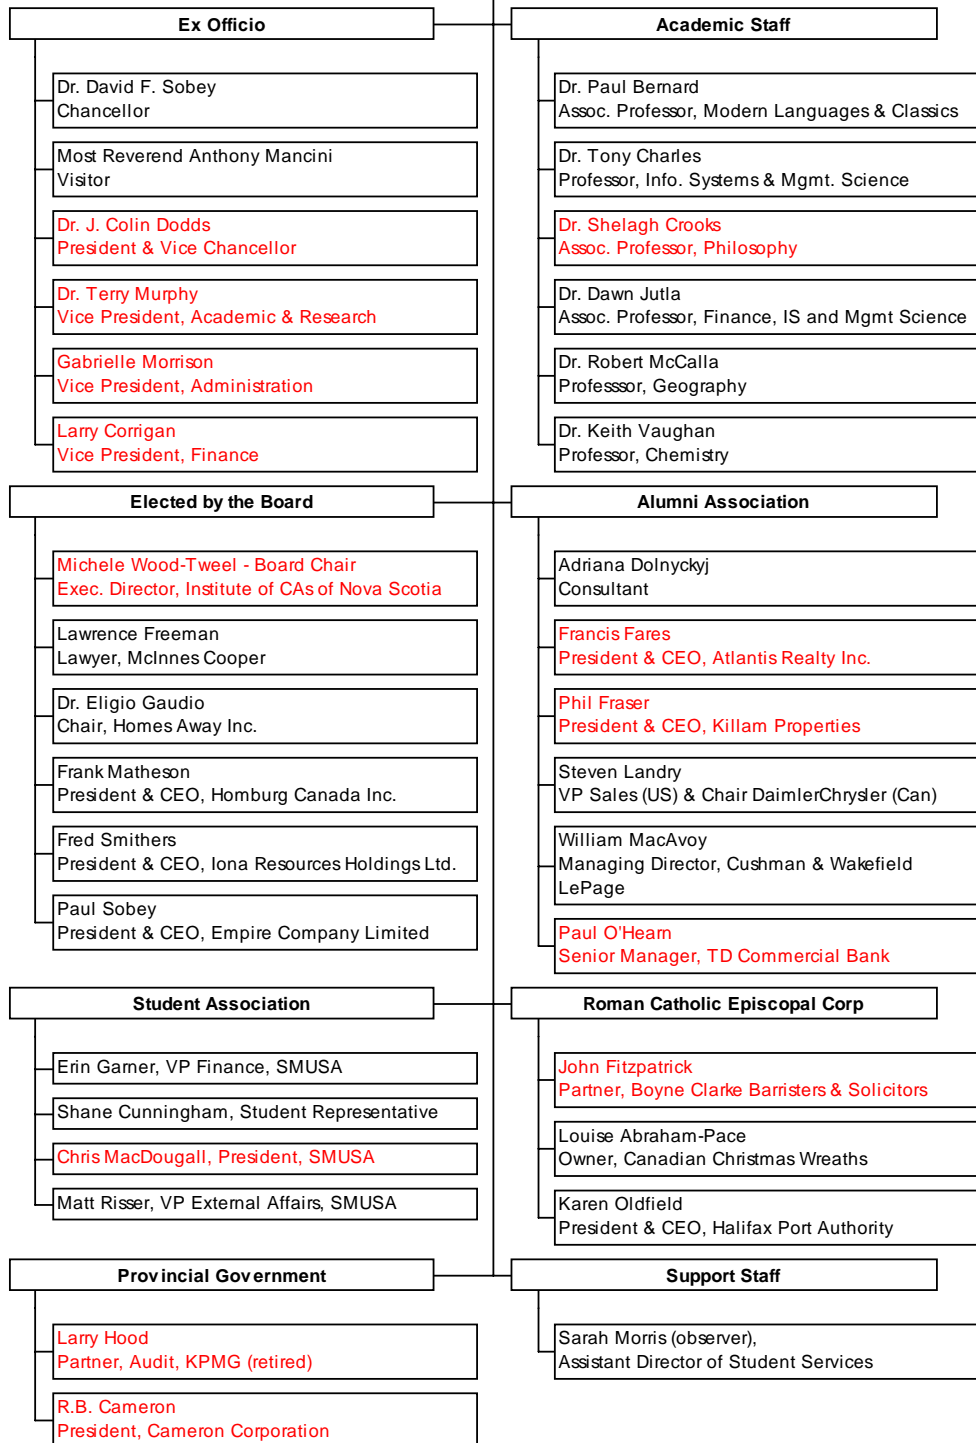 Ex Officio
Dr. David F. Sobey
Chancellor
Most Reverend Anthony Mancini
Visitor
Dr. J. Colin Dodds
President & Vice Chancellor
Dr. Terry Murphy
Vice President, Academic & Research
Gabrielle Morrison
Vice President, Administration
Larry Corrigan
Vice President, Finance
Academic Staff
Dr. Paul Bernard
Assoc. Professor, Modern Languages & Classics
Dr. Tony Charles
Professor, Info. Systems & Mgmt. Science
Dr. Shelagh Crooks
Assoc. Professor, Philosophy
Dr. Dawn Jutla
Assoc. Professor, Finance, IS and Mgmt Science
Dr. Robert McCalla
Professsor, Geography
Dr. Keith Vaughan
Professor, Chemistry
Elected by the Board
Michele Wood-Tweel - Board Chair
Exec. Director, Institute of CAs of Nova Scotia
Lawrence Freeman
Lawyer, McInnes Cooper
Dr. Eligio Gaudio
Chair, Homes Away Inc.
Frank Matheson
President & CEO, Homburg Canada Inc.
Fred Smithers
President & CEO, Iona Resources Holdings Ltd.
Paul Sobey
President & CEO, Empire Company Limited
Alumni Association
Adriana Dolnyckyj
Consultant
Francis Fares
President & CEO, Atlantis Realty Inc.
Phil Fraser
President & CEO, Killam Properties
Steven Landry
VP Sales (US) & Chair DaimlerChrysler (Can)
William MacAvoy
Managing Director, Cushman & Wakefield
LePage
Paul O'Hearn
Senior Manager, TD Commercial Bank
Student Association
Erin Garner, VP Finance, SMUSA
Shane Cunningham, Student Representative
Chris MacDougall, President, SMUSA
Matt Risser, VP External Affairs, SMUSA
Roman Catholic Episcopal Corp
John Fitzpatrick
Partner, Boyne Clarke Barristers & Solicitors
Louise Abraham-Pace
Owner, Canadian Christmas Wreaths
Karen Oldfield
President & CEO, Halifax Port Authority
Provincial Government
Larry Hood
Partner, Audit, KPMG (retired)
R.B. Cameron
President, Cameron Corporation
Support Staff
Sarah Morris (observer),
Assistant Director of Student Services